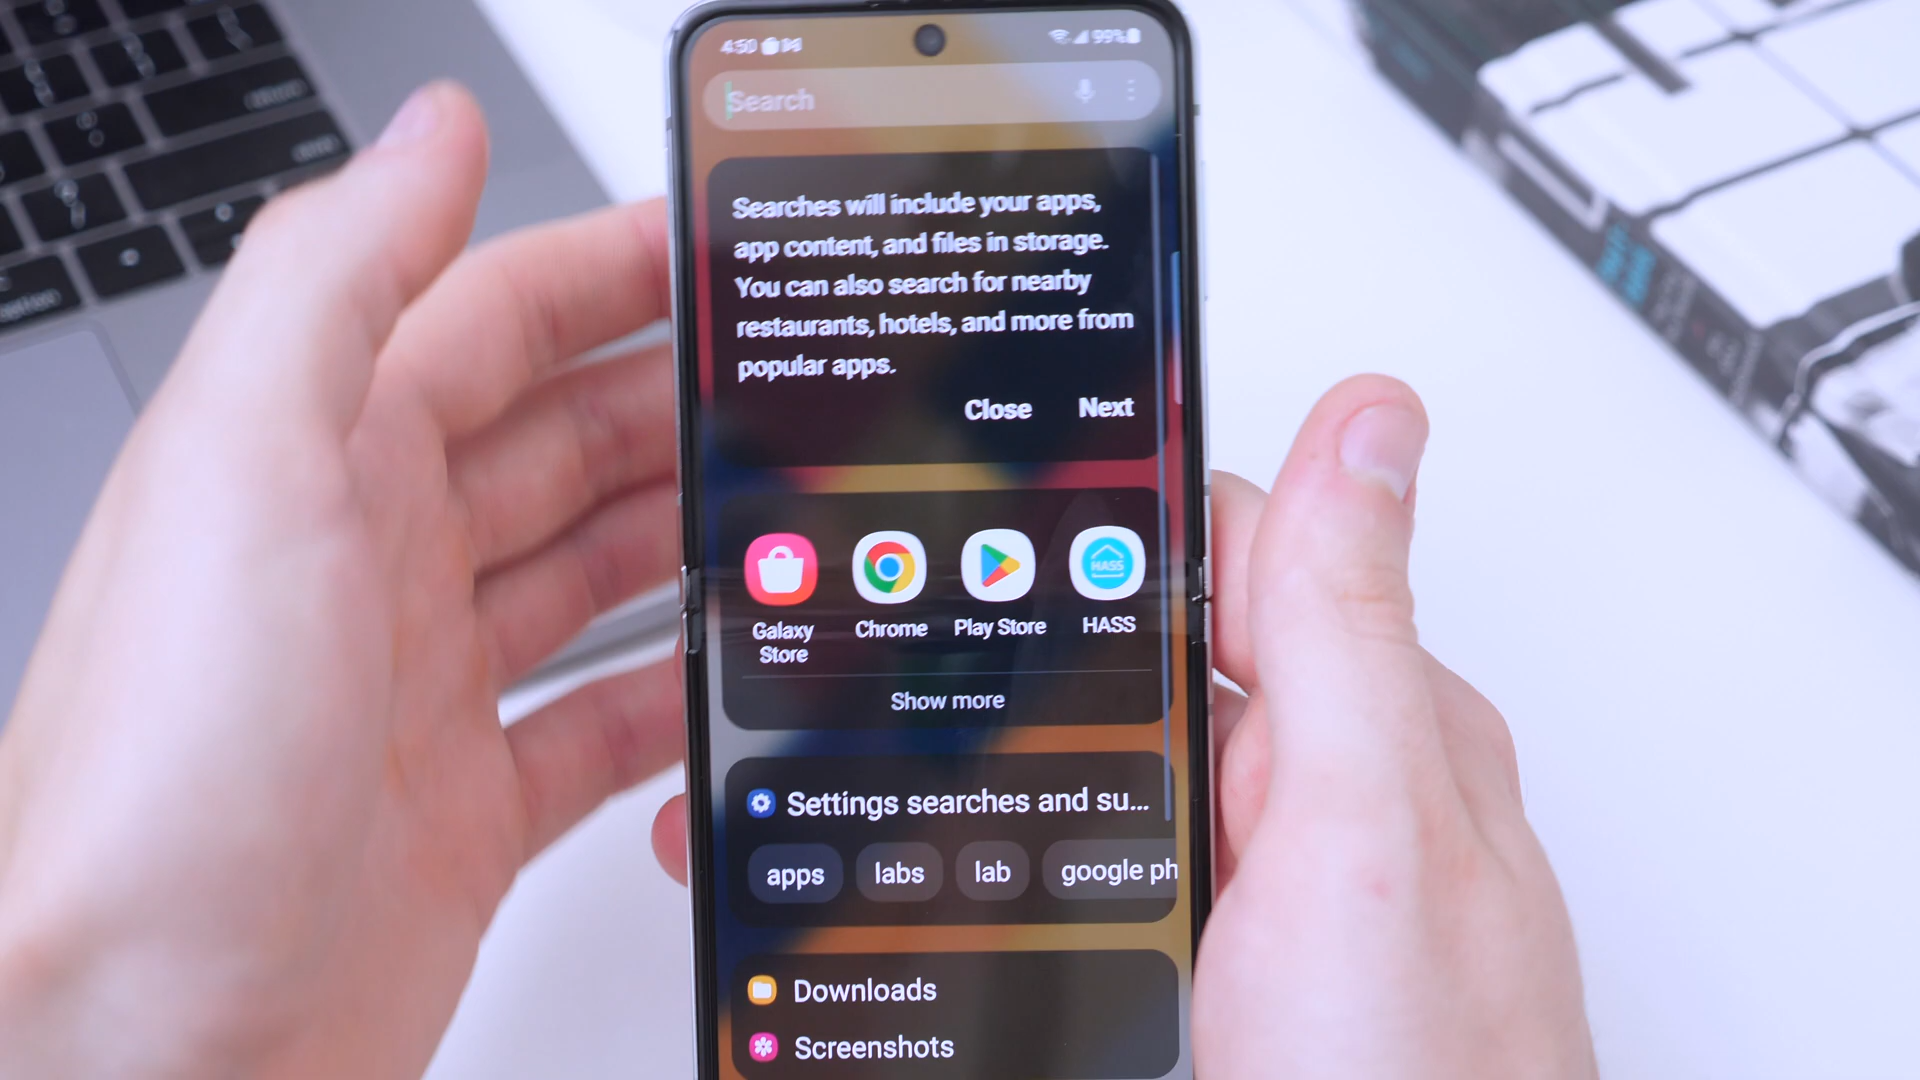 4:50
99%
Search
Searches will include your apps,
app content, and files in storage.
You can also search for nearby
restaurants, hotels, and more from
popular apps.
Close Next
HASS
Galaxy
Store
Chrome
Play Store
HASS
Show more
Settings searches and su...
apps labs lab google ph
Downloads
Screenshots
option